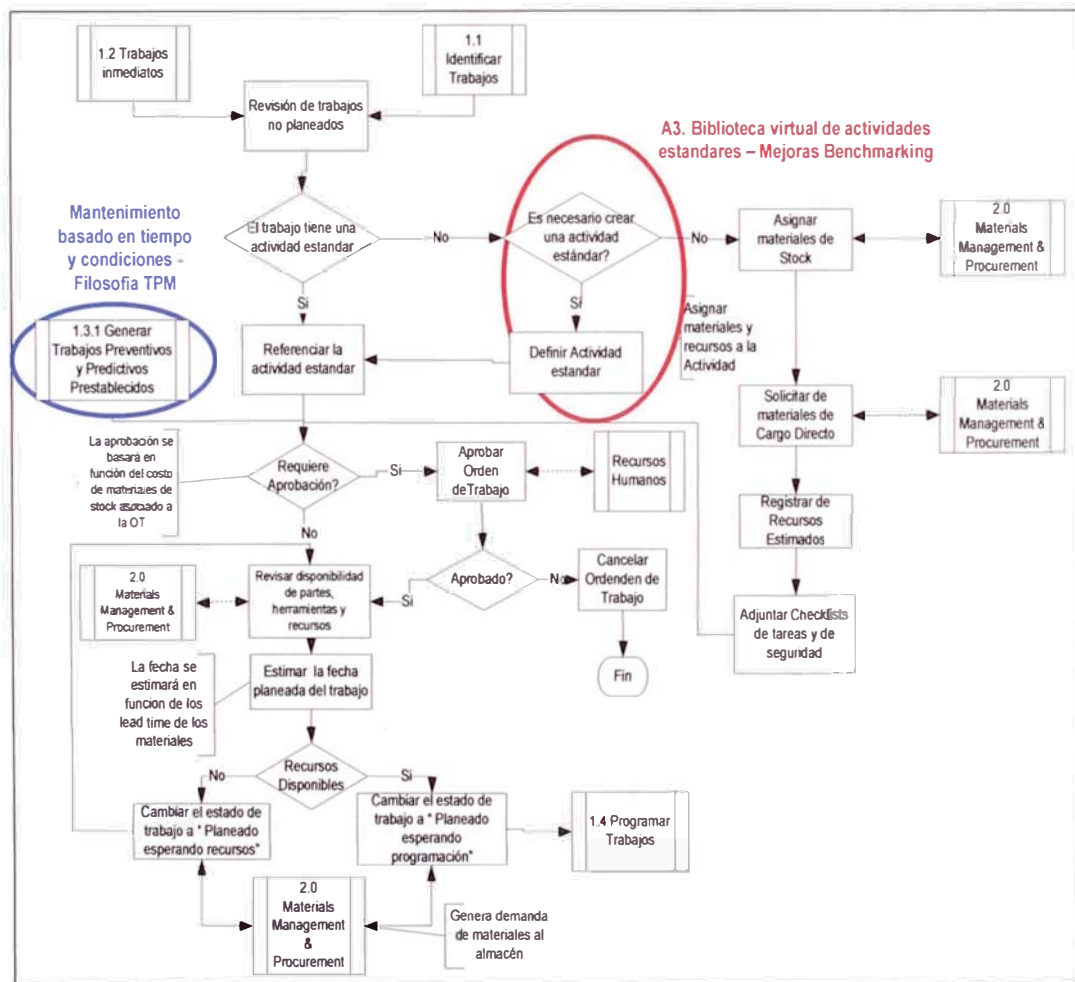 1.2 Trabajos
inmediatos
1.1
Identificar
Trabajos
Revisión de trabajos
no planeados
A3. Biblioteca virtual de actividades
estandares – Mejoras Benchmarking
Mantenimiento
basado en tiempo
y condiciones -
Filosofía TPM
El trabajo tiene una
actividad estandar
No
Es necesario crear
una actividad
estándar?
No
Asignar
materiales de
Stock
2.0
Materials
Management &
Procurement
Si
Si
Asignar
materiales y
recursos a la
Actividad
1.3.1 Generar
Trabajos Preventivos
y Predictivos
Prestablecidos
Referenciar la
actividad estandar
Definir Actividad
estandar
Solicitar de
materiales de
Cargo Directo
2.0
Materials
Management &
Procurement
La aprobación se
basará en
función del costo
de materiales de
stock asociado a
la OT
Requiere
Aprobación?
Si
Aprobar
Orden
de Trabajo
Recursos
Humanos
Registrar de
Recursos
Estimados
No
2.0
Materials
Management &
Procurement
Revisar disponibilidad
de partes,
herramientas y
recursos
Si
Aprobado?
No
Cancelar
Ordenden de
Trabajo
Adjuntar Checklists
de tareas y de
seguridad
La fecha se
estimará en
funcion de los
lead time de los
materiales
Estimar la fecha
planeada del trabajo
Fin
No
Recursos
Disponibles
Si
Cambiar el estado de
trabajo a " Planeado
esperando recursos"
Cambiar el estado de
trabajo a " Planeado
esperando
programación"
1.4 Programar
Trabajos
2.0
Materials
Management
&
Procurement
Genera demanda
de materiales al
almacén